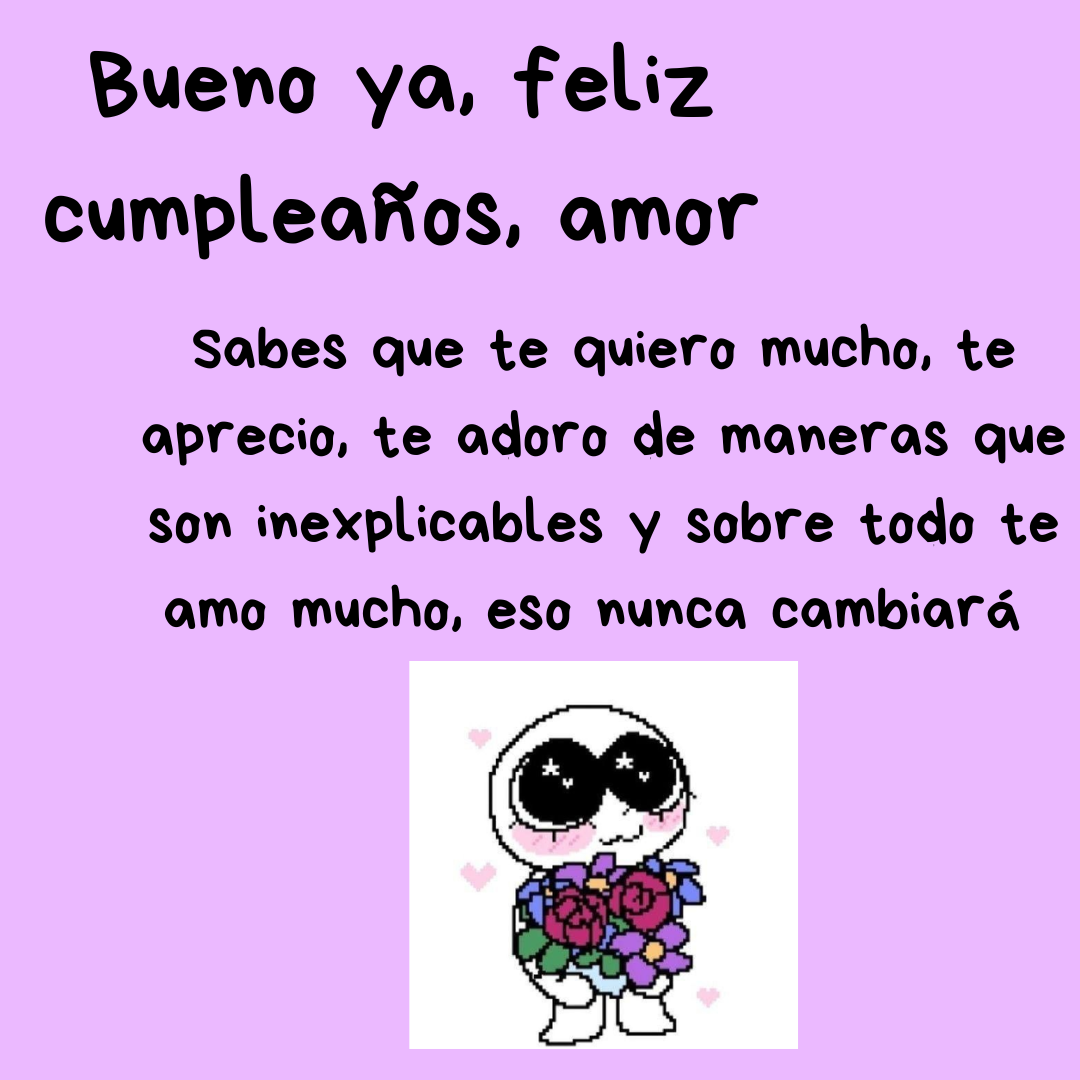 Bueno ya, feliz
cumpleaños, amor
Sabes que te quiero mucho, te
aprecio, te adoro de maneras que
son inexplicables y sobre todo te
amo mucho, eso nunca cambiará